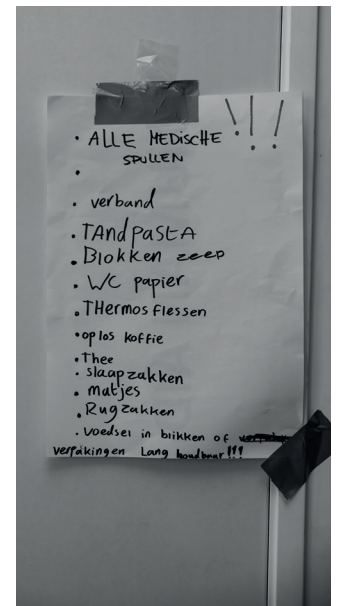 !!!
• ALLE MEDISCHE
SPULLEN
•
• verband
• TAndpasta
• Blokken zeep
• WC papier
• THermos flessen
• oplos koffie
• Thee
• slaapzakken
• matjes
• Rugzakken
• Voedsel in blikken of
verpakingen Lang houdbaar!!!